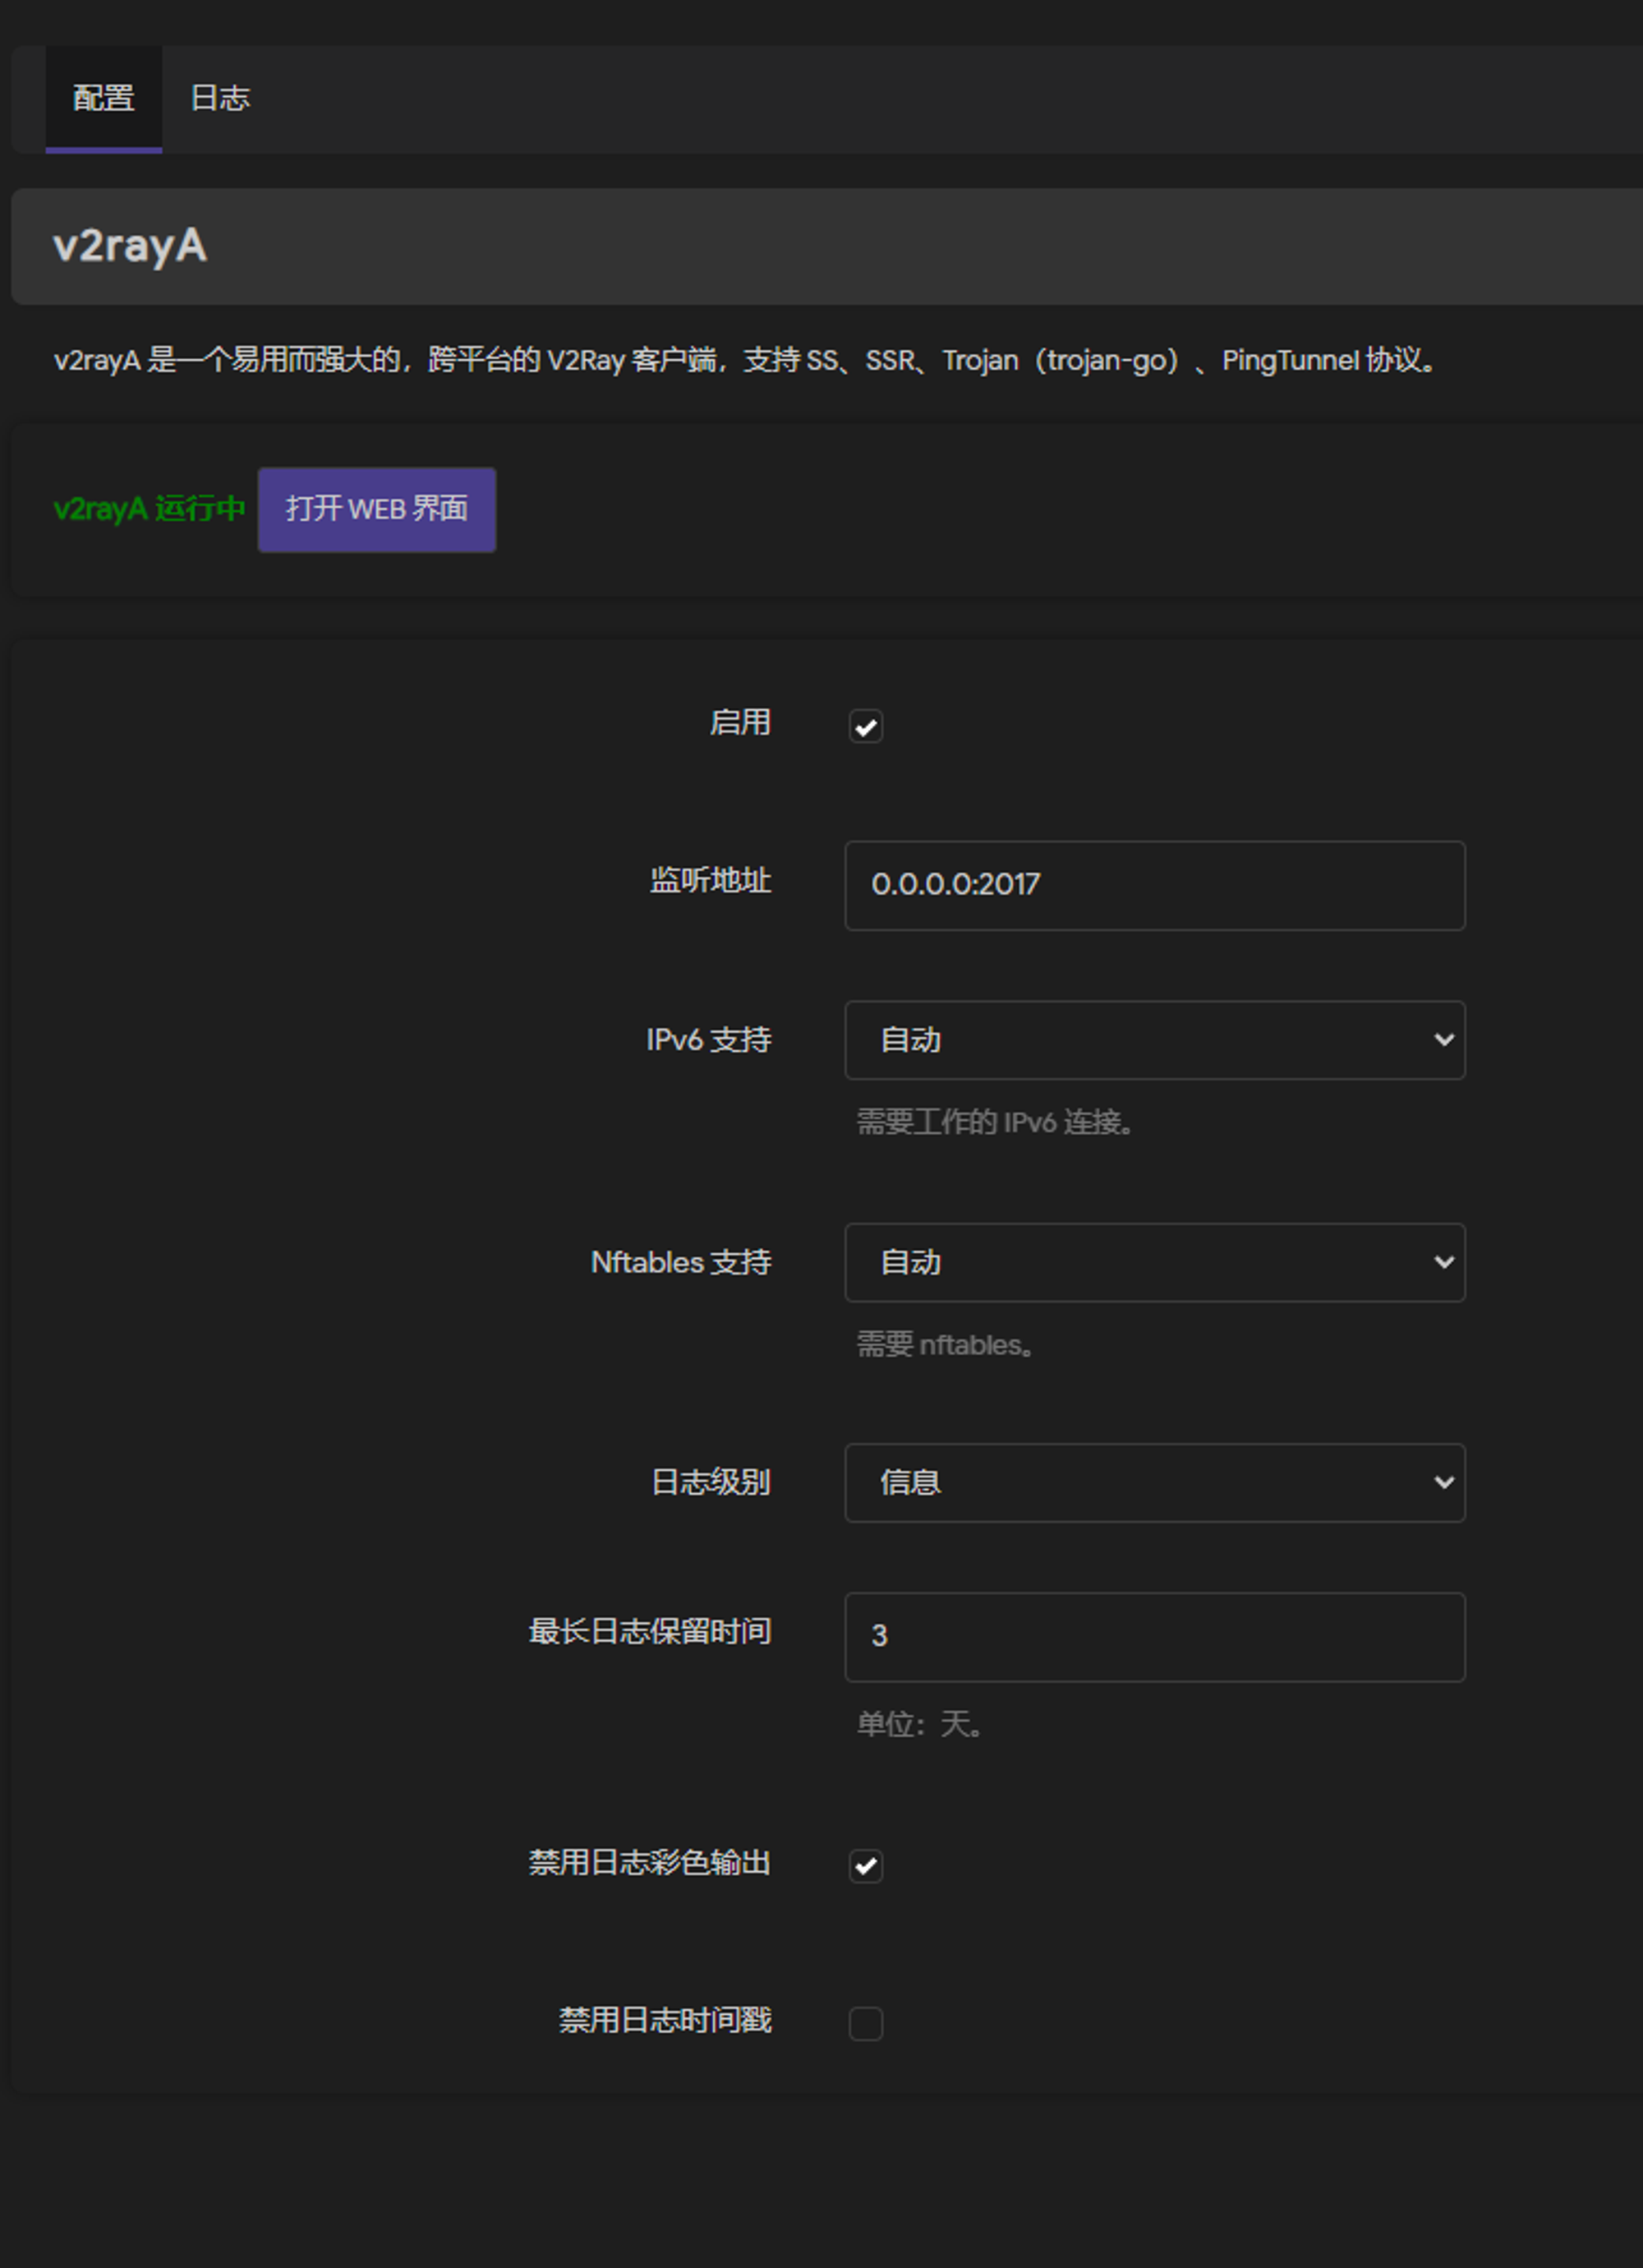 配置 日志
v2rayA
v2rayA 是一个易用而强大的，跨平台的 V2Ray 客户端，支持 SS、SSR、Trojan（trojan-go）、PingTunnel 协议。
v2rayA 运行中 打开 WEB 界面
启用
监听地址 0.0.0.0:2017
IPv6 支持 自动
需要工作的 IPv6 连接。
Nftables 支持 自动
需要 nftables。
日志级别 信息
最长日志保留时间 3
单位：天。
禁用日志彩色输出
禁用日志时间戳